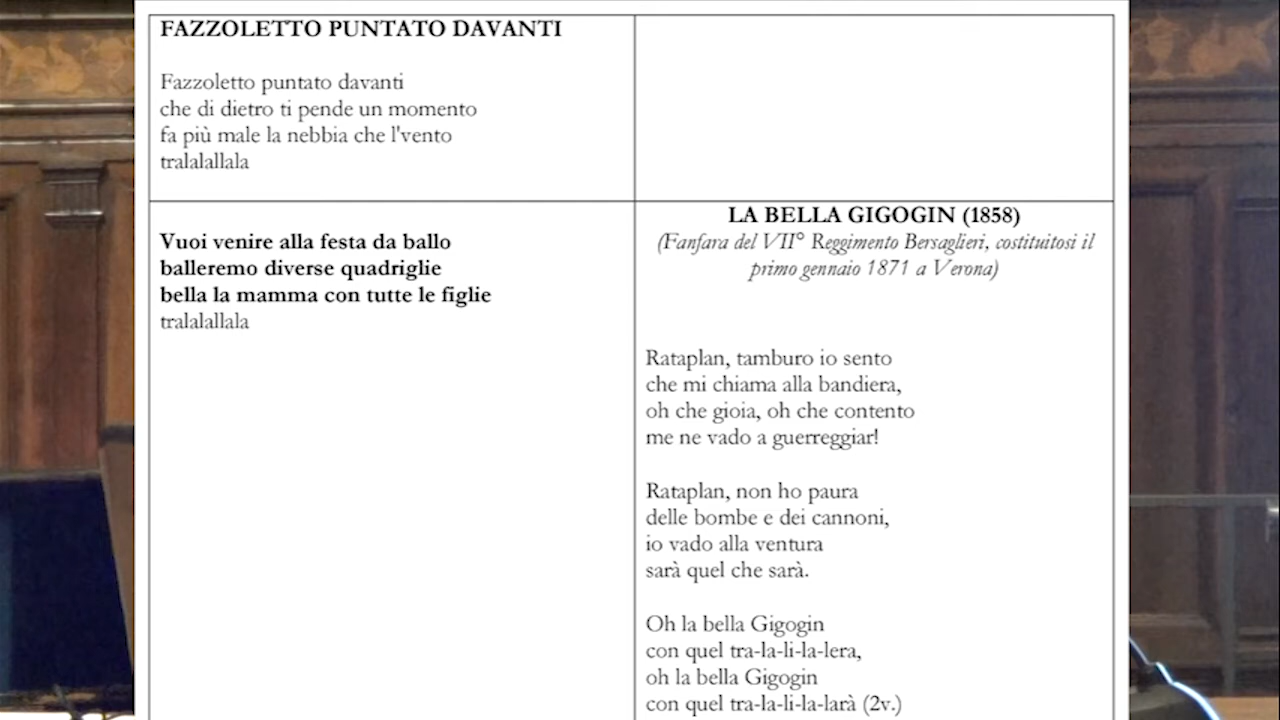 FAZZOLETTO PUNTATO DAVANTI
Fazzoletto puntato davanti
che di dietro ti pende un momento
fa più male la nebbia che l'vento
tralalallala
Vuoi venire alla festa da ballo
balleremo diverse quadriglie
bella la mamma con tutte le figlie
tralalallala
LA BELLA GIGOGIN (1858)
(Fanfara del VII° Reggimento Bersaglieri, costituitosi il
primo gennaio 1871 a Verona)
Rataplan, tamburo io sento
che mi chiama alla bandiera,
oh che gioia, oh che contento
me ne vado a guerreggiar!
Rataplan, non ho paura
delle bombe e dei cannoni,
io vado alla ventura
sarà quel che sarà.
Oh la bella Gigogin
con quel tra-la-li-la-lera,
oh la bella Gigogin
con quel tra-la-li-la-larà (2v.)